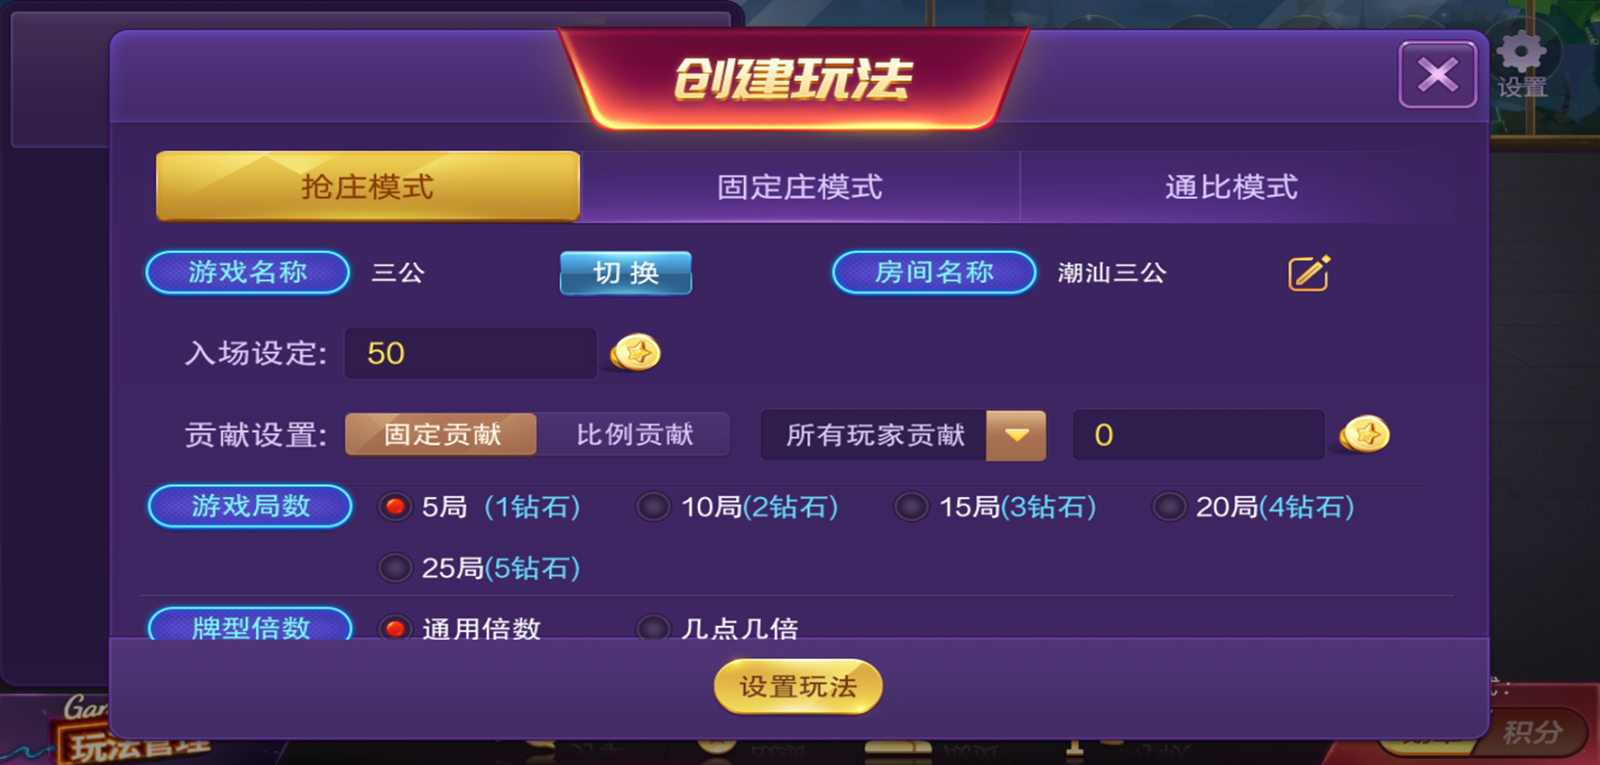 创建玩法
设置
抢庄模式 固定庄模式 通比模式
游戏名称 三公 切换 房间名称 潮汕三公
入场设定: 50
贡献设置: 固定贡献 比例贡献 所有玩家贡献 0
游戏局数 5局 (1钻石) 10局(2钻石) 15局(3钻石) 20局(4钻石)
25局(5钻石)
牌型倍数 通用倍数 几点几倍
设置玩法
Gam
玩法管理
积分